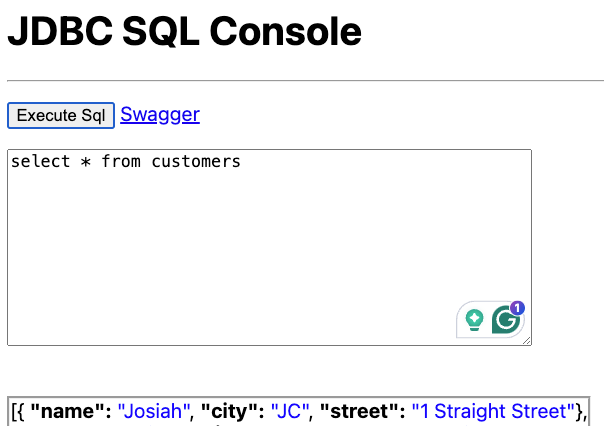 JDBC SQL Console
Execute Sql Swagger
select * from customers
1
[{ "name": "Josiah", "city": "JC", "street": "1 Straight Street"},